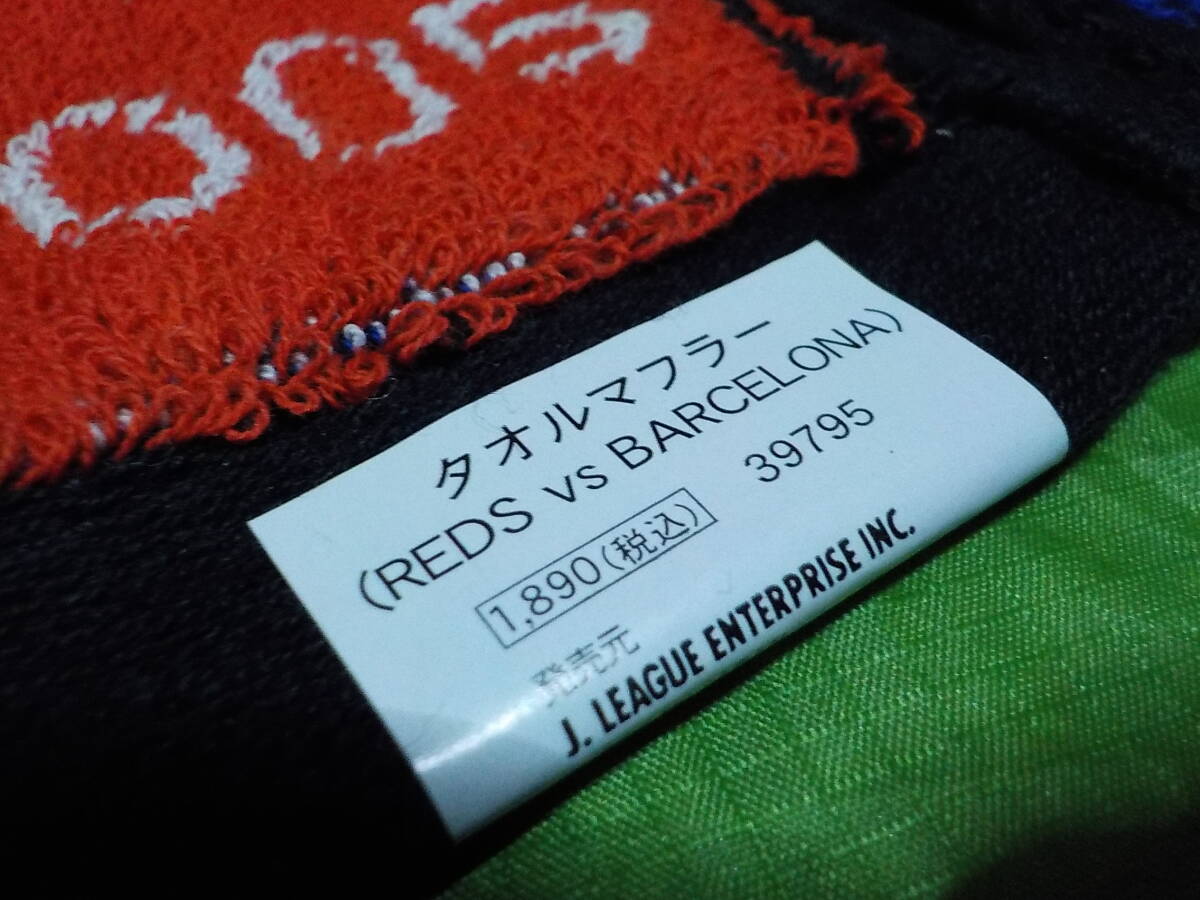 005
タオルマフラー
(REDS vs BARCELONA)
39795
1,890(税込)
発売元
J. LEAGUE ENTERPRISE INC.